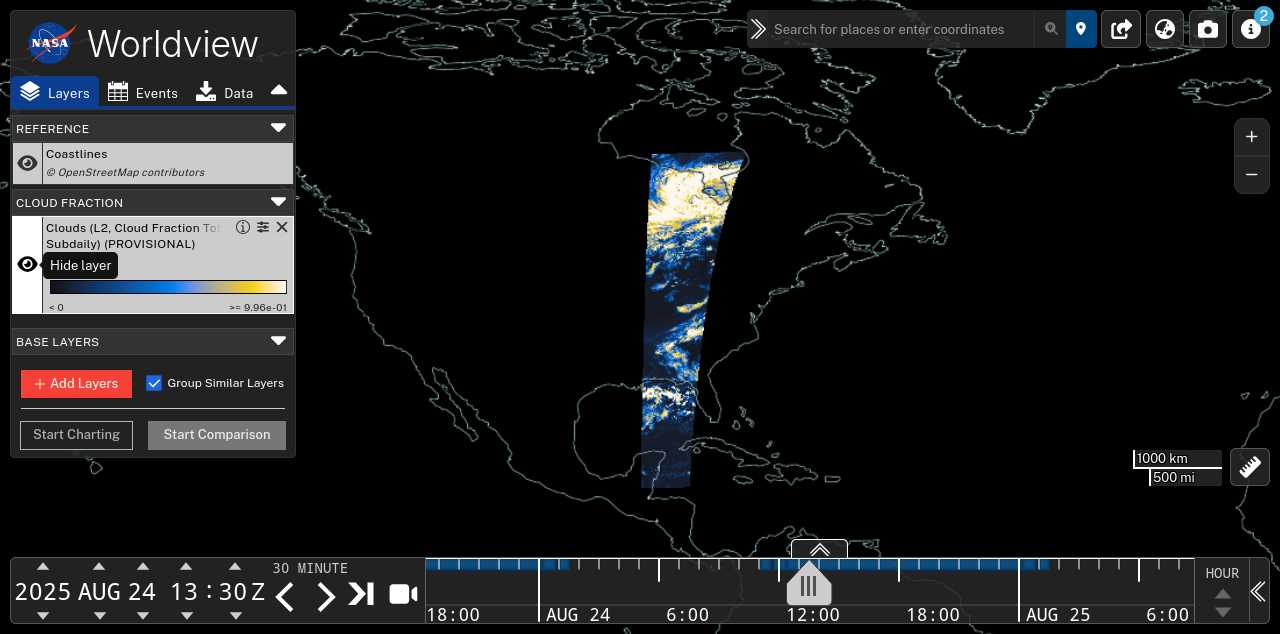 NASA Worldview
Search for places or enter coordinates
2
Layers Events Data
REFERENCE
Coastlines
© OpenStreetMap contributors
CLOUD FRACTION
Clouds (L2, Cloud Fraction
Subdaily) (PROVISIONAL)
Hide layer
< 0 >= 9.96e-01
BASE LAYERS
+ Add Layers Group Similar Layers
Start Charting Start Comparison
+
−
1000 km
500 mi
30 MINUTE
2025 AUG 24 13 : 30 Z
18:00 AUG 24 6:00 12:00 18:00 AUG 25 6:00
HOUR